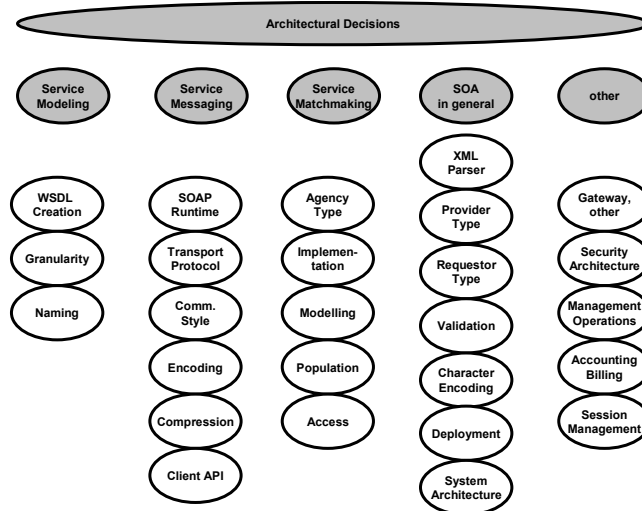 Architectural Decisions
Service
Modeling
Service
Messaging
Service
Matchmaking
SOA
in general
other
WSDL
Creation
Granularity
Naming
SOAP
Runtime
Transport
Protocol
Comm.
Style
Encoding
Compression
Client API
Agency
Type
Implemen-
tation
Modelling
Population
Access
XML
Parser
Provider
Type
Requestor
Type
Validation
Character
Encoding
Deployment
System
Architecture
Gateway,
other
Security
Architecture
Management
Operations
Accounting
Billing
Session
Management